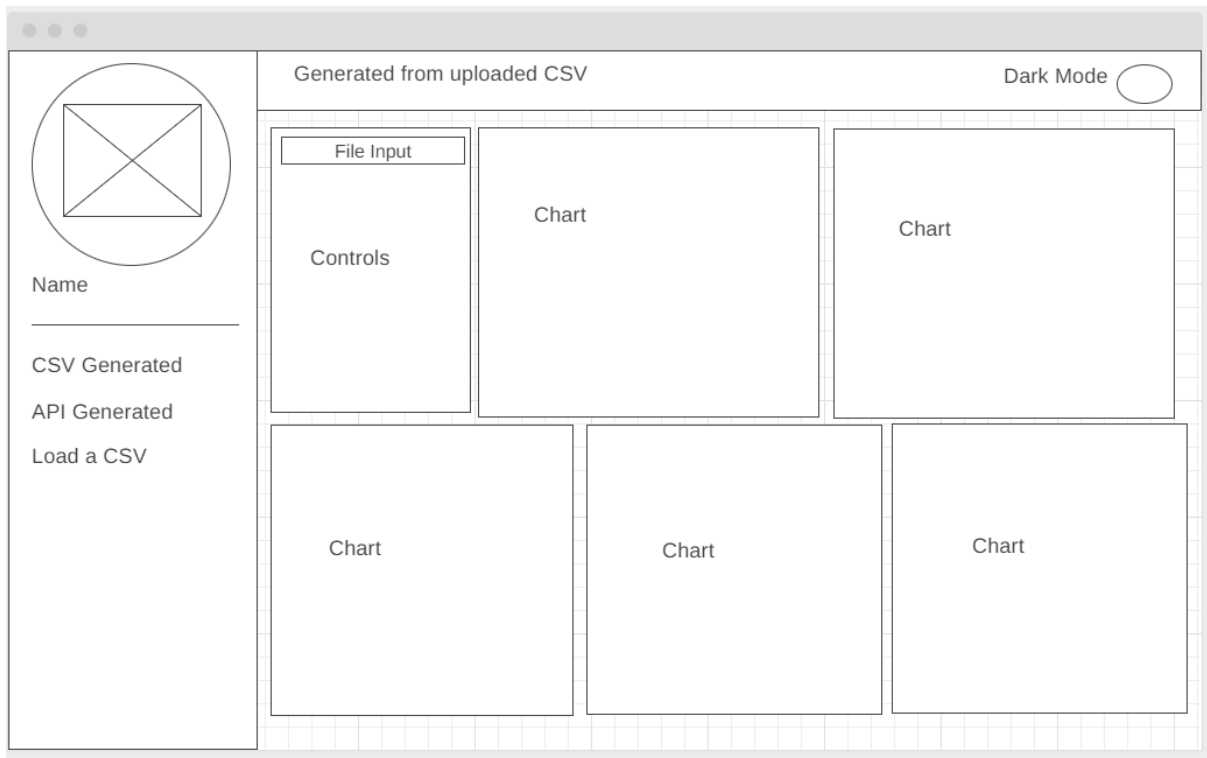 Generated from uploaded CSV
Dark Mode
Name
CSV Generated
API Generated
Load a CSV
File Input
Controls
Chart
Chart
Chart
Chart
Chart